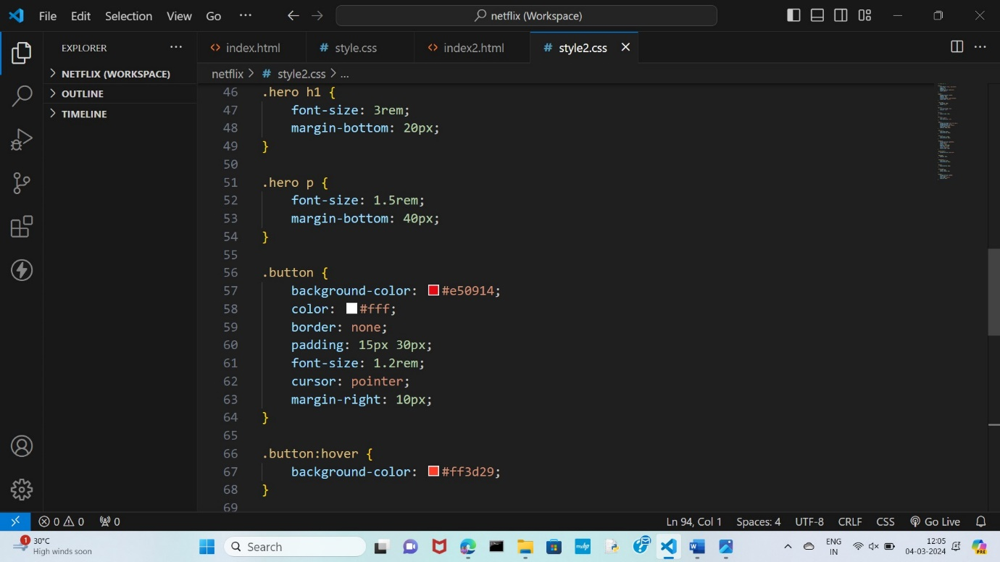 File Edit Selection View Go ... netflix (Workspace)
EXPLORER ...
index.html style.css index2.html style2.css
NETFLIX (WORKSPACE)
netflix > # style2.css > ...
OUTLINE
TIMELINE
46 .hero h1 {
47 font-size: 3rem;
48 margin-bottom: 20px;
49 }
50
51 .hero p {
52 font-size: 1.5rem;
53 margin-bottom: 40px;
54 }
55
56 .button {
57 background-color: #e50914;
58 color: #fff;
59 border: none;
60 padding: 15px 30px;
61 font-size: 1.2rem;
62 cursor: pointer;
63 margin-right: 10px;
64 }
65
66 .button:hover {
67 background-color: #ff3d29;
68 }
69
0 0 0 Ln 94, Col 1 Spaces: 4 UTF-8 CRLF CSS Go Live
1 30°C
High winds soon
Search
mvhp
ENG
IN
12:05
04-03-2024
PRE